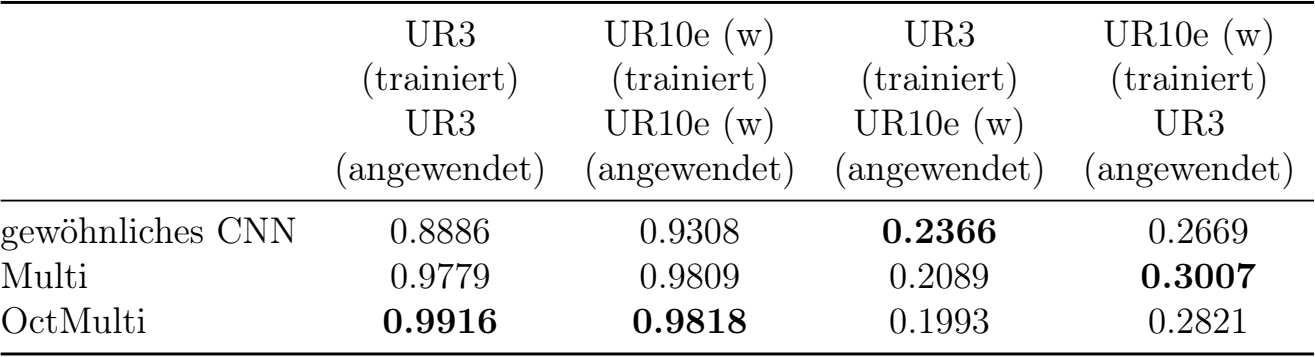 UR3 UR10e (w) UR3 UR10e (w)
(trainiert) (trainiert) (trainiert) (trainiert)
UR3 UR10e (w) UR10e (w) UR3
(angewendet) (angewendet) (angewendet) (angewendet)
gewöhnliches CNN 0.8886 0.9308 0.2366 0.2669
Multi 0.9779 0.9809 0.2089 0.3007
OctMulti 0.9916 0.9818 0.1993 0.2821